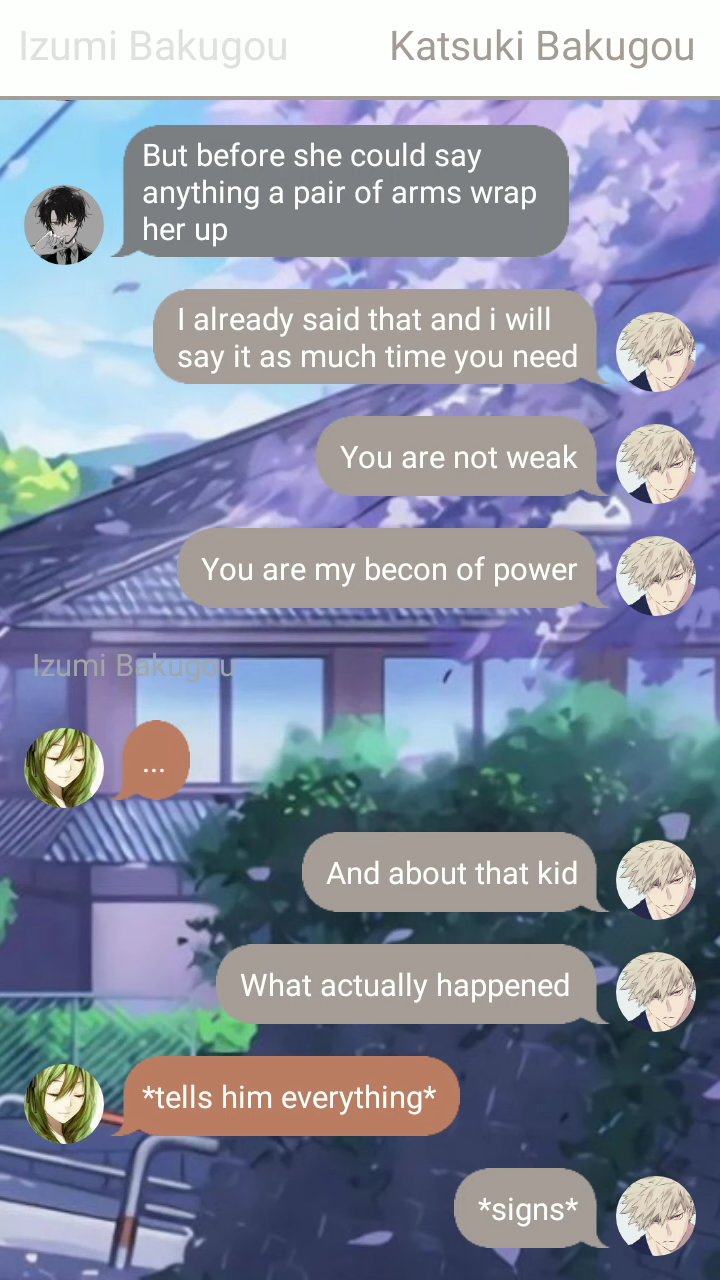 Izumi Bakugou
Katsuki Bakugou
But before she could say
anything a pair of arms wrap
her up
I already said that and i will
say it as much time you need
You are not weak
You are my becon of power
Izumi Bakugou
...
And about that kid
What actually happened
*tells him everything*
*signs*